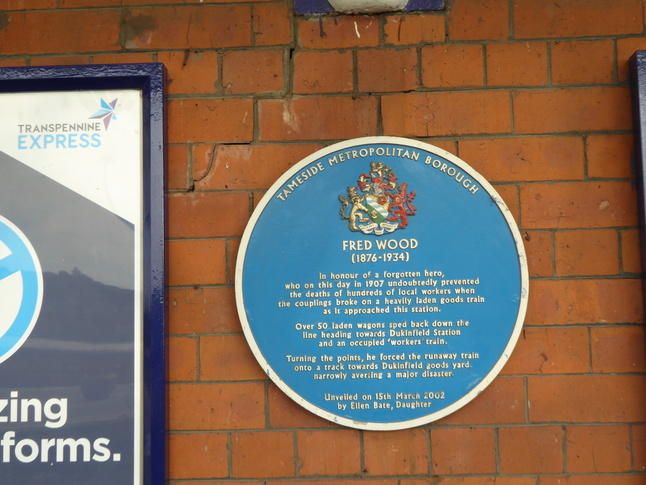 TRANSPENNINE
EXPRESS
zing
forms.
TAMESIDE METROPOLITAN BOROUGH
FRED WOOD
(1876-1934)
In honour of a forgotten hero,
who on this day in 1907 undoubtedly prevented
the deaths of hundreds of local workers when
the couplings broke on a heavily laden goods train
as it approached this station.
Over 50 laden wagons sped back down the
line heading towards Dukinfield Station
and an occupied 'workers' train.
Turning the points, he forced the runaway train
onto a track towards Dukinfield goods yard,
narrowly averting a major disaster.
Unveiled on 15th March 2002
by Ellen Bate, Daughter